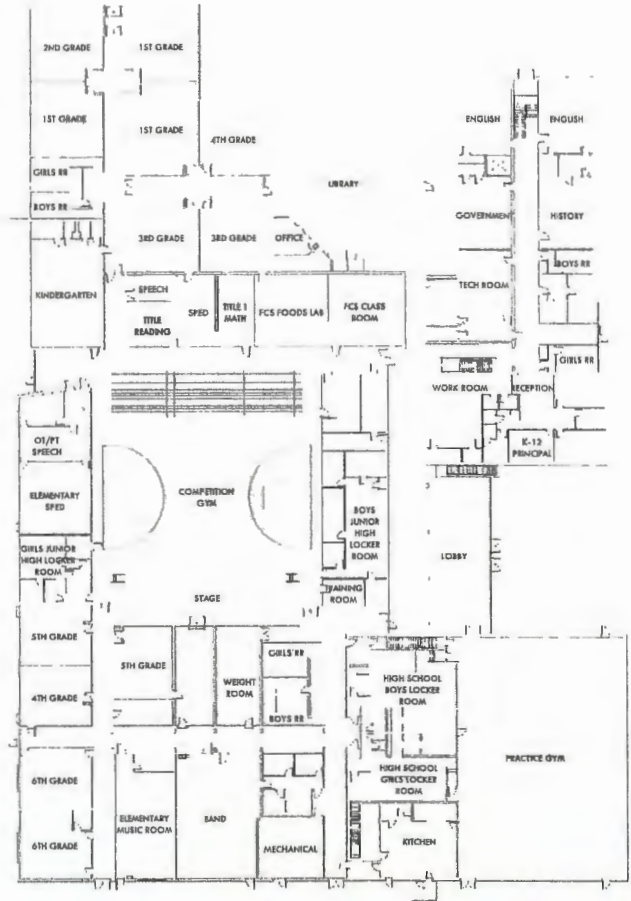 2ND GRADE
1ST GRADE
1ST GRADE
1ST GRADE
4TH GRADE
ENGLISH
ENGLISH
GIRLS RR
BOYS RR
LIBRARY
GOVERNMENT
HISTORY
3RD GRADE
3RD GRADE
OFFICE
BOYS RR
KINDERGARTEN
SPEECH
TITLE
READING
SPED
TITLE 1
MATH
FCS FOODS LAB
FCS CLASS
ROOM
TECH ROOM
GIRLS RR
WORK ROOM
RECEPTION
K-12
PRINCIPAL
OT/PT
SPEECH
ELEMENTARY
SPED
COMPETITION
GYM
BOYS
JUNIOR
HIGH
LOCKER
ROOM
LOBBY
GIRLS JUNIOR
HIGH LOCKER
ROOM
TRAINING
ROOM
STAGE
5TH GRADE
5TH GRADE
4TH GRADE
WEIGHT
ROOM
GIRLS RR
BOYS RR
HIGH SCHOOL
BOYS LOCKER
ROOM
PRACTICE GYM
6TH GRADE
6TH GRADE
ELEMENTARY
MUSIC ROOM
BAND
MECHANICAL
HIGH SCHOOL
GIRLS LOCKER
ROOM
KITCHEN